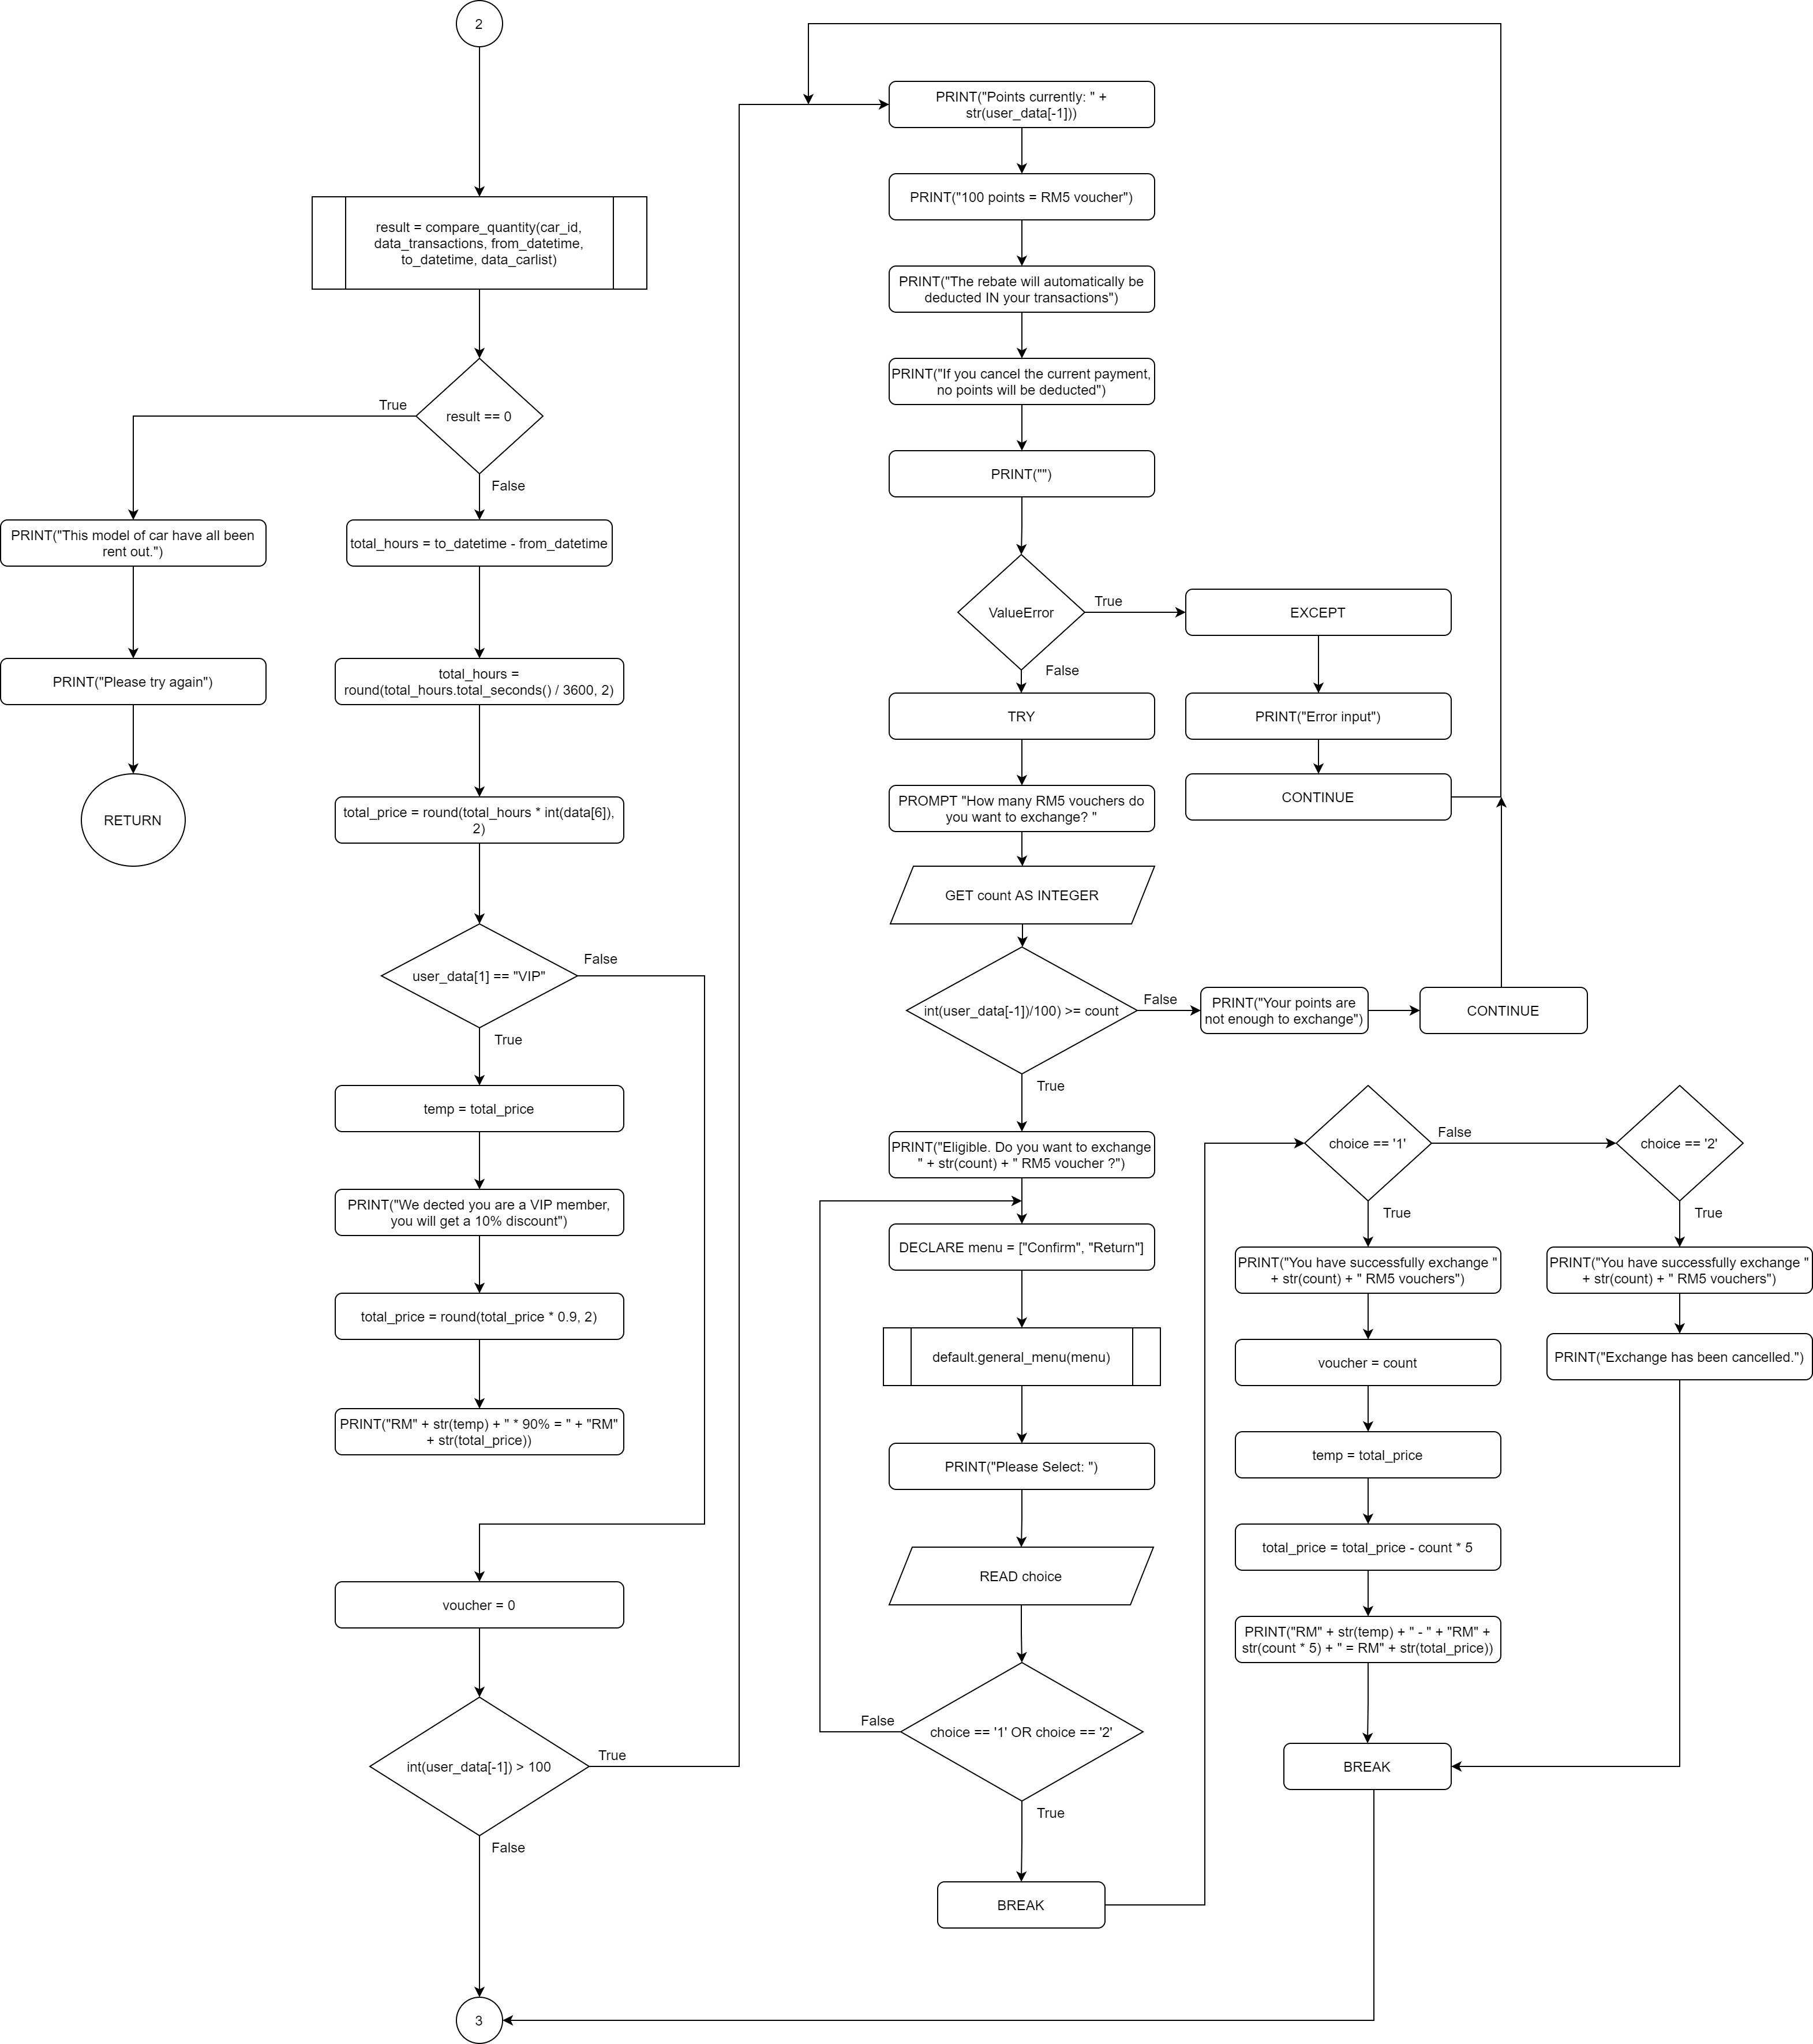 2
result = compare_quantity(car_id,
data_transactions, from_datetime,
to_datetime, data_carlist)
result == 0
True
False
PRINT("This model of car have all been
rent out.")
PRINT("Please try again")
RETURN
total_hours = to_datetime - from_datetime
total_hours =
round(total_hours.total_seconds() / 3600, 2)
total_price = round(total_hours * int(data[6]),
2)
user_data[1] == "VIP"
False
True
temp = total_price
PRINT("We dected you are a VIP member,
you will get a 10% discount")
total_price = round(total_price * 0.9, 2)
PRINT("RM" + str(temp) + " * 90% = " + "RM"
+ str(total_price))
voucher = 0
int(user_data[-1]) > 100
True
False
3
PRINT("Points currently: " +
str(user_data[-1]))
PRINT("100 points = RM5 voucher")
PRINT("The rebate will automatically be
deducted IN your transactions")
PRINT("If you cancel the current payment,
no points will be deducted")
PRINT("")
ValueError
True
False
EXCEPT
PRINT("Error input")
CONTINUE
TRY
PROMPT "How many RM5 vouchers do
you want to exchange? "
GET count AS INTEGER
int(user_data[-1])/100) >= count
False
True
PRINT("Your points are
not enough to exchange")
CONTINUE
PRINT("Eligible. Do you want to exchange
" + str(count) + " RM5 voucher ?")
DECLARE menu = ["Confirm", "Return"]
default.general_menu(menu)
PRINT("Please Select: ")
READ choice
choice == '1' OR choice == '2'
False
True
BREAK
choice == '1'
False
True
choice == '2'
True
PRINT("You have successfully exchange "
+ str(count) + " RM5 vouchers")
voucher = count
temp = total_price
total_price = total_price - count * 5
PRINT("RM" + str(temp) + " - " + "RM" +
str(count * 5) + " = RM" + str(total_price))
BREAK
PRINT("You have successfully exchange "
+ str(count) + " RM5 vouchers")
PRINT("Exchange has been cancelled.")